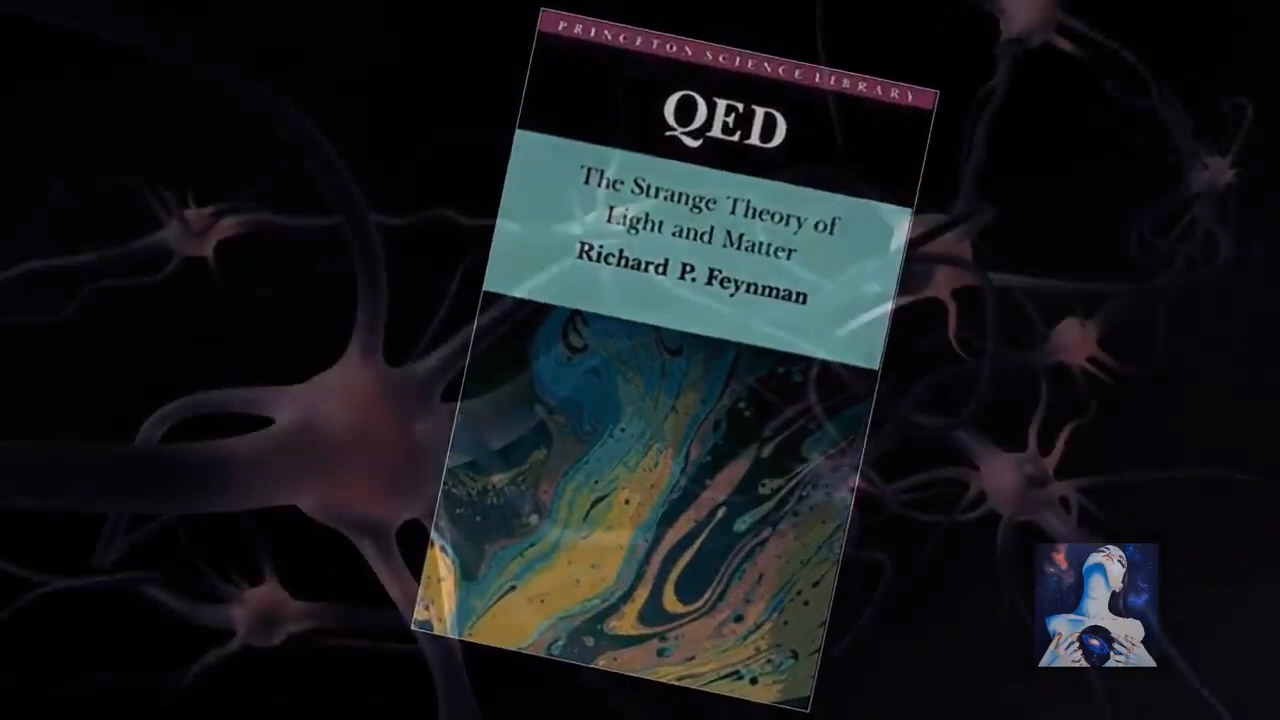 PRINCETON SCIENCE LIBRARY
QED
The Strange Theory of
Light and Matter
Richard P. Feynman